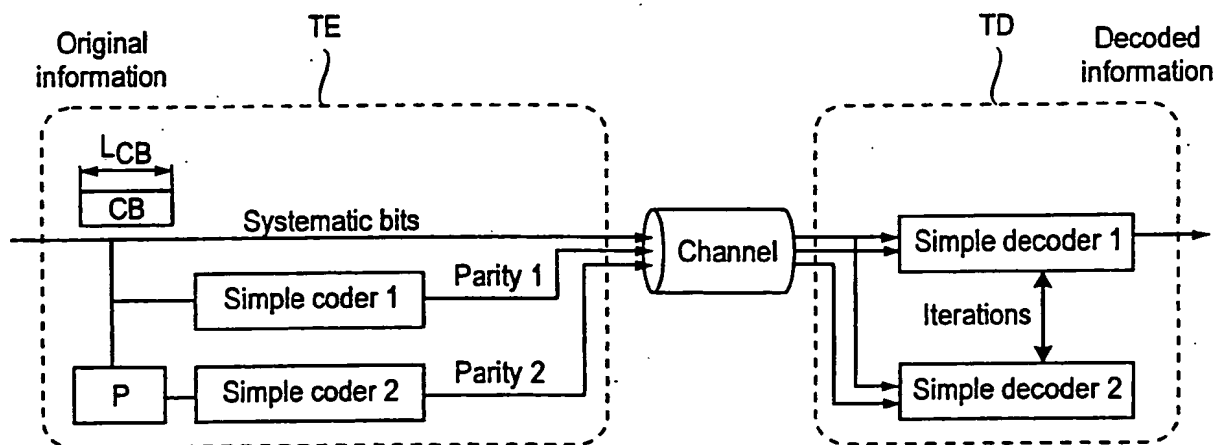 Original
information
TE
TD
Decoded
information
LCB
CB
Systematic bits
Parity 1
Simple coder 1
P
Simple coder 2
Parity 2
Channel
Simple decoder 1
Iterations
Simple decoder 2